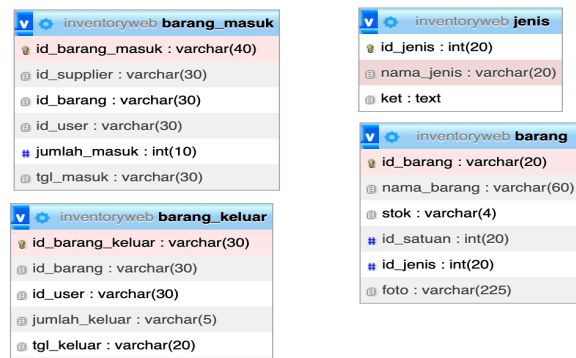 inventoryweb barang_masuk
id_barang_masuk : varchar(40)
id_supplier : varchar(30)
id_barang : varchar(30)
id_user : varchar(30)
# jumlah_masuk : int(10)
tgl_masuk : varchar(30)
inventoryweb barang_keluar
id_barang_keluar : varchar(30)
id_barang : varchar(30)
id_user : varchar(30)
jumlah_keluar : varchar(5)
tgl_keluar : varchar(20)
inventoryweb jenis
id_jenis : int(20)
nama_jenis : varchar(20)
ket : text
inventoryweb barang
id_barang : varchar(20)
nama_barang : varchar(60)
stok : varchar(4)
# id_satuan : int(20)
# id_jenis : int(20)
foto : varchar(225)